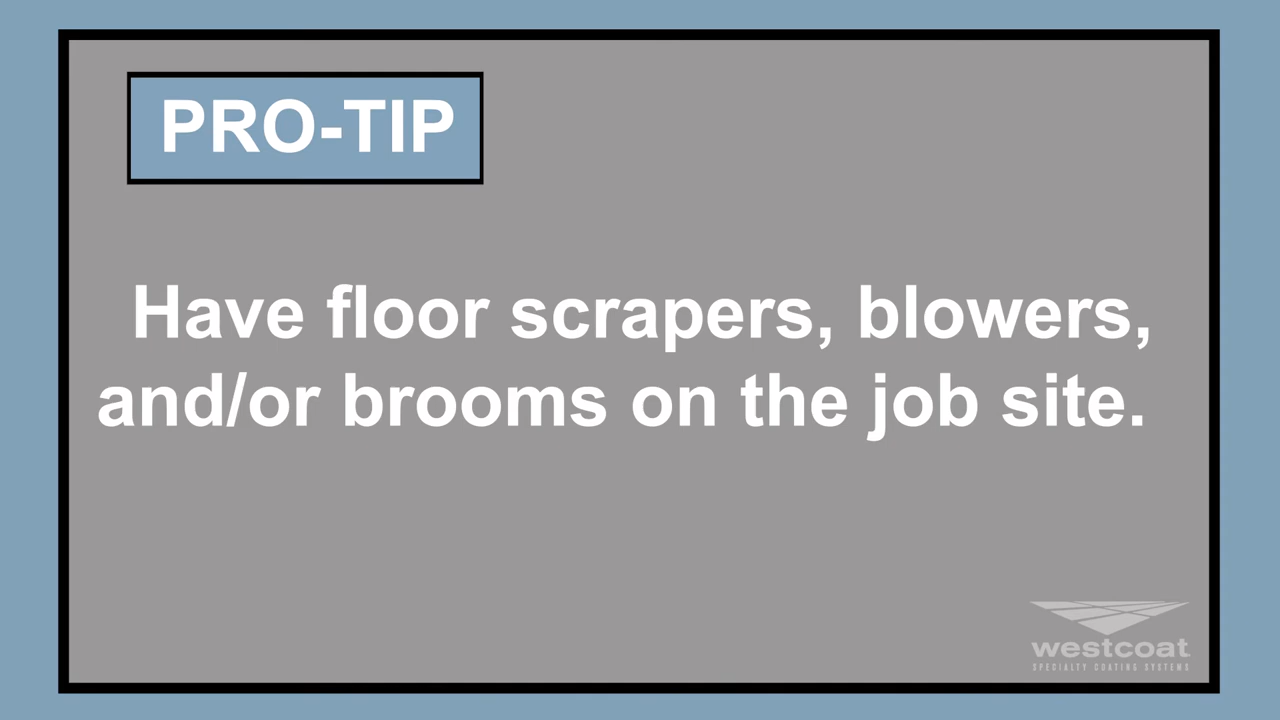 PRO-TIP
Have floor scrapers, blowers,
and/or brooms on the job site.
westcoat
SPECIALTY COATING SYSTEMS